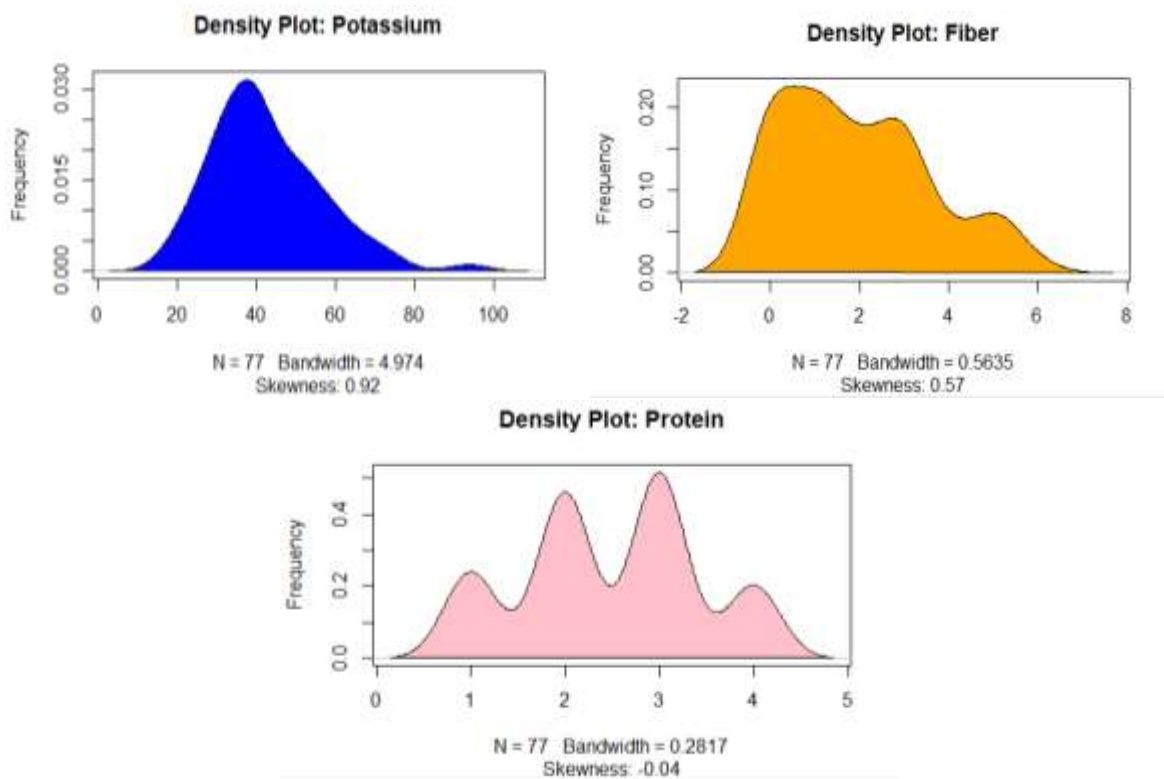 Density Plot: Potassium
Frequency
0.000 0.015 0.030
0 20 40 60 80 100
N = 77 Bandwidth = 4.974
Skewness: 0.92
Density Plot: Fiber
Frequency
0.00 0.10 0.20
-2 0 2 4 6 8
N = 77 Bandwidth = 0.5635
Skewness: 0.57
Density Plot: Protein
Frequency
0.0 0.2 0.4
0 1 2 3 4 5
N = 77 Bandwidth = 0.2817
Skewness: -0.04